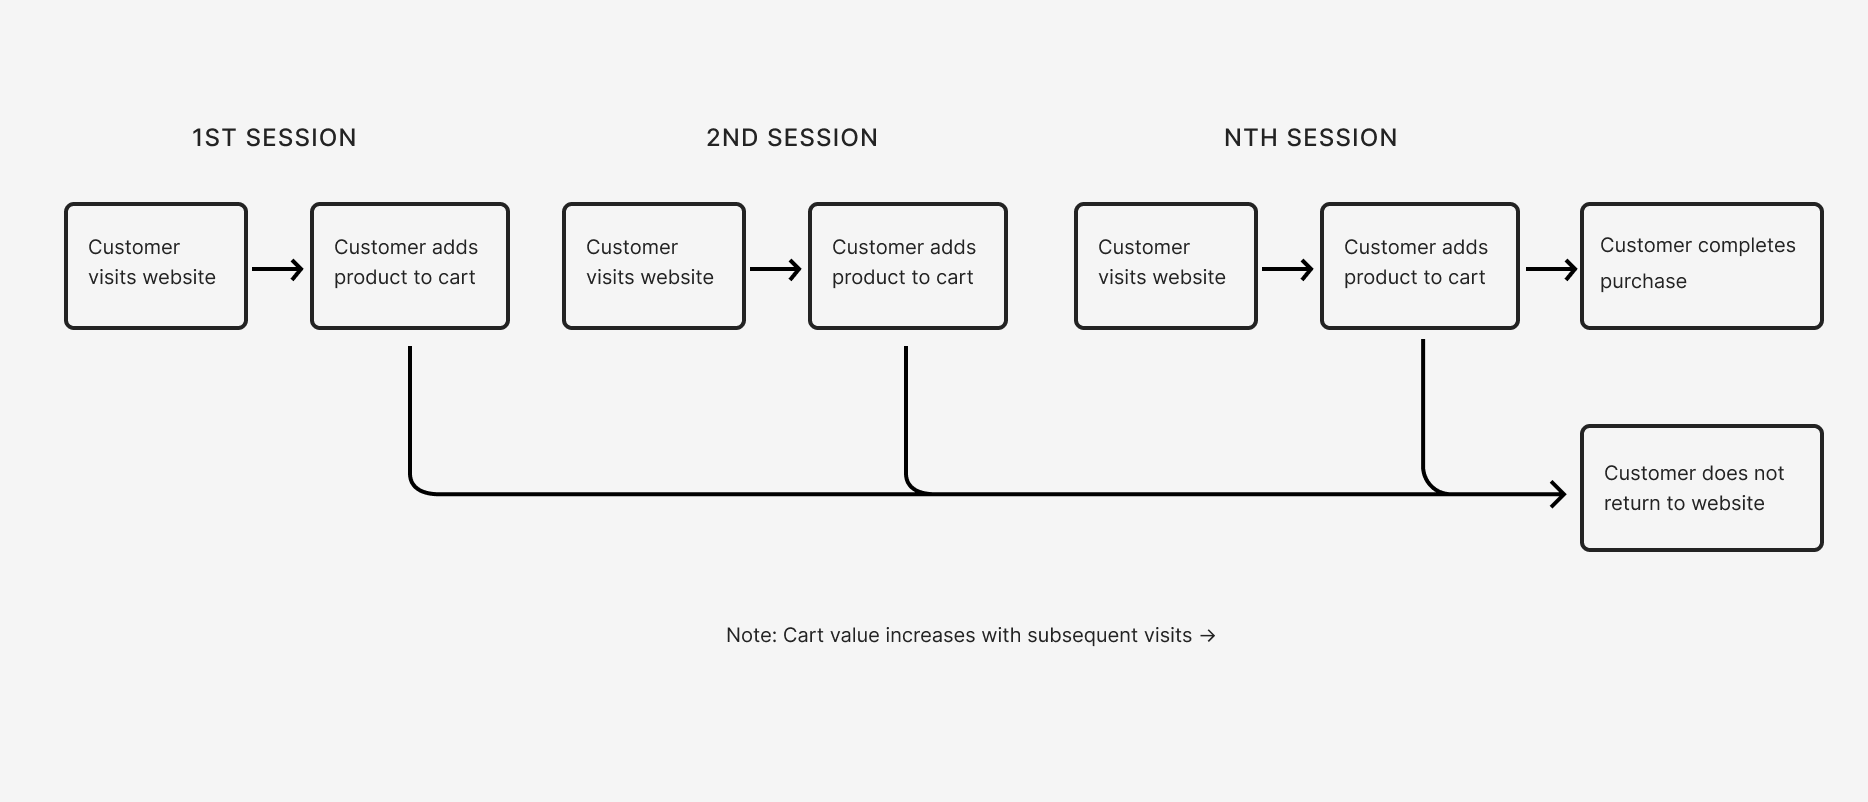 1ST SESSION
2ND SESSION
NTH SESSION
Customer
visits website
Customer adds
product to cart
Customer
visits website
Customer adds
product to cart
Customer
visits website
Customer adds
product to cart
Customer completes
purchase
Customer does not
return to website
Note: Cart value increases with subsequent visits →